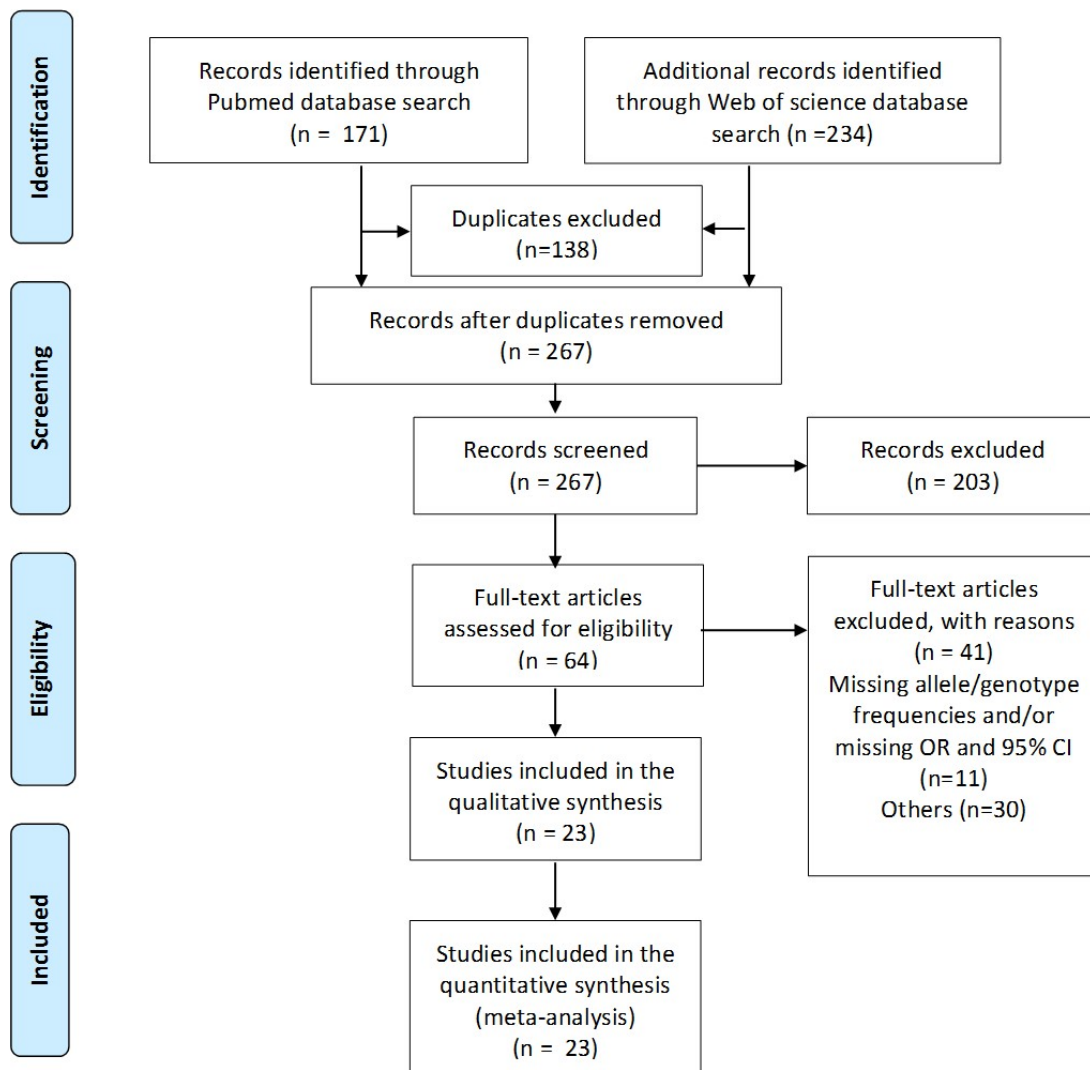 Identification
Records identified through
Pubmed database search
(n = 171)
Additional records identified
through Web of science database
search (n =234)
Duplicates excluded
(n=138)
Screening
Records after duplicates removed
(n = 267)
Records screened
(n = 267)
Records excluded
(n = 203)
Eligibility
Full-text articles
assessed for eligibility
(n = 64)
Full-text articles
excluded, with reasons
(n = 41)
Missing allele/genotype
frequencies and/or
missing OR and 95% CI
(n=11)
Others (n=30)
Studies included in the
qualitative synthesis
(n = 23)
Included
Studies included in the
quantitative synthesis
(meta-analysis)
(n = 23)